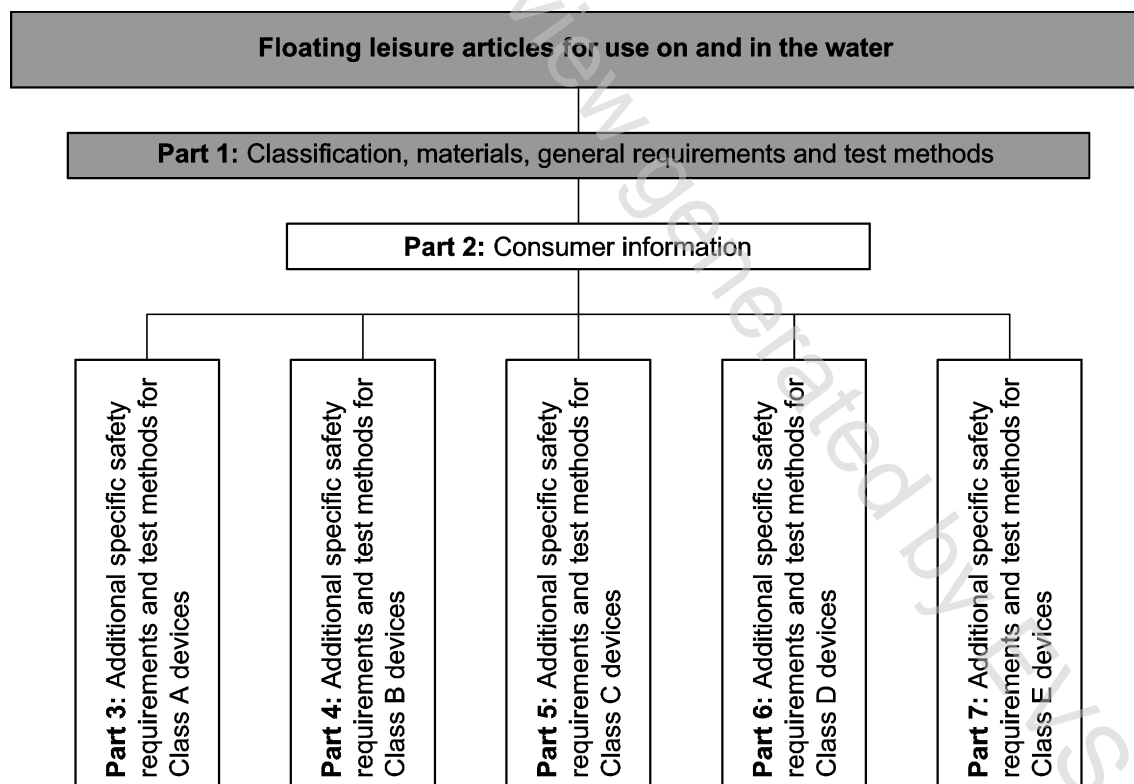 Floating leisure articles for use on and in the water
Part 1: Classification, materials, general requirements and test methods
Part 2: Consumer information
Part 3: Additional specific safety
requirements and test methods for
Class A devices
Part 4: Additional specific safety
requirements and test methods for
Class B devices
Part 5: Additional specific safety
requirements and test methods for
Class C devices
Part 6: Additional specific safety
requirements and test methods for
Class D devices
Part 7: Additional specific safety
requirements and test methods for
Class E devices
view generated by EVS